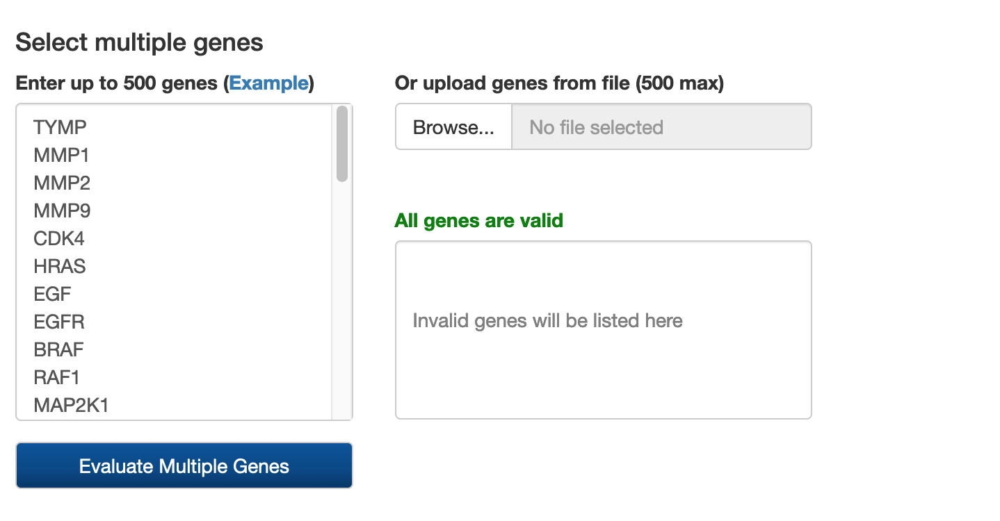 Select multiple genes
Enter up to 500 genes (Example)
TYMP
MMP1
MMP2
MMP9
CDK4
HRAS
EGF
EGFR
BRAF
RAF1
MAP2K1
Evaluate Multiple Genes
Or upload genes from file (500 max)
Browse... No file selected
All genes are valid
Invalid genes will be listed here